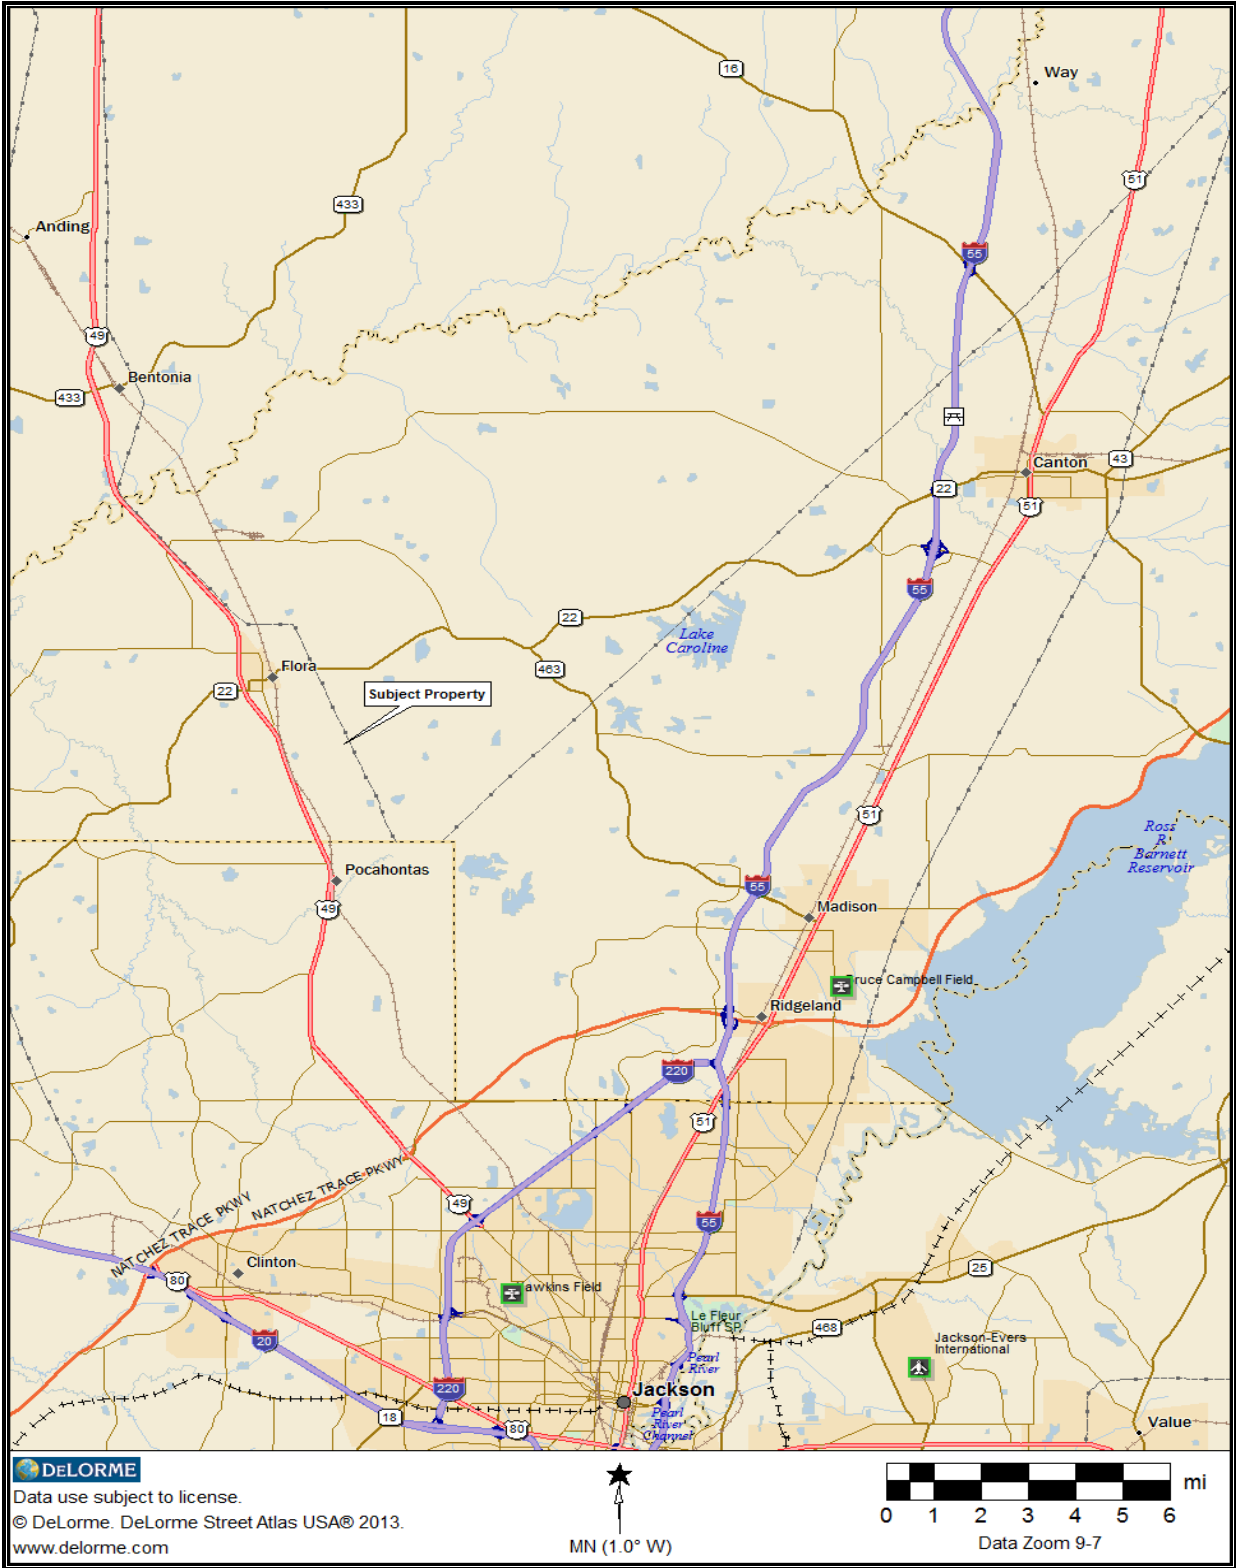 16
Way
51
433
Anding
55
49
Bentonia
433
Canton
43
22
51
55
22
Lake
Caroline
463
Flora
Subject Property
22
51
Ross
R
Barnett
Reservoir
Pocahontas
55
49
Madison
ruce Campbell Field
Ridgeland
220
51
NATCHEZ TRACE PKWY
NATCHEZ TRACE PKWY
49
55
Clinton
25
80
awkins Field
Le Fleur
Bluff SP
468
20
Jackson-Evers
International
Pearl
River
220
Jackson
18
Pearl
River
Channel
80
Value
DELORME
Data use subject to license.
© DeLorme. DeLorme Street Atlas USA® 2013.
www.delorme.com
MN (1.0° W)
mi
0 1 2 3 4 5 6
Data Zoom 9-7